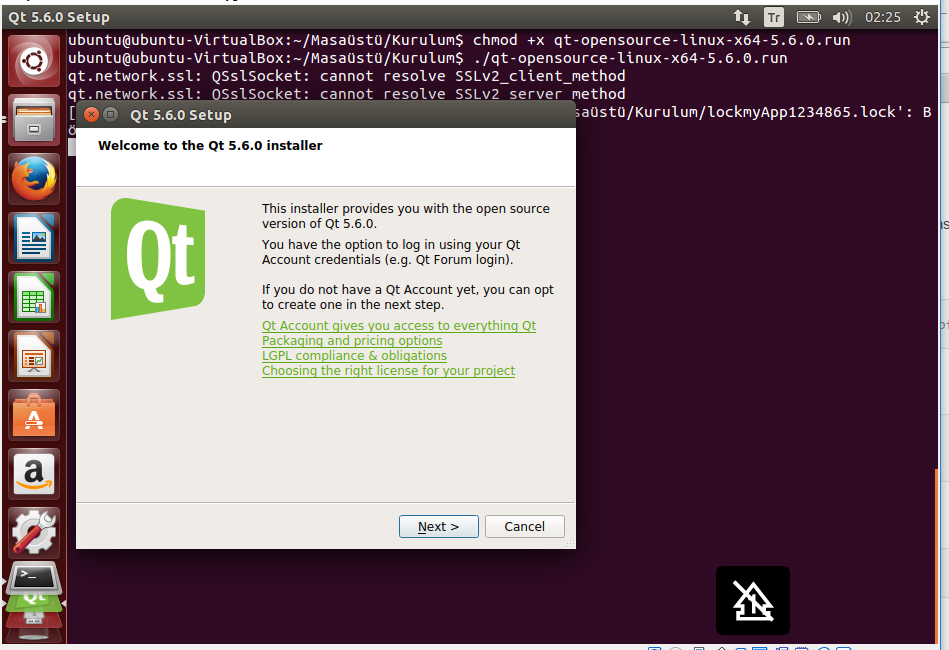 Qt 5.6.0 Setup
Tr
02:25
ubuntu@ubuntu-VirtualBox:~/Masaüstü/Kurulum$ chmod +x qt-opensource-linux-x64-5.6.0.run
ubuntu@ubuntu-VirtualBox:~/Masaüstü/Kurulum$ ./qt-opensource-linux-x64-5.6.0.run
qt.network.ssl: QSslSocket: cannot resolve SSLv2_client_method
qt.network.ssl: QSslSocket: cannot resolve SSLv2_server_method
[
saüstü/Kurulum/lockmyApp1234865.lock': B
ö
Qt 5.6.0 Setup
Welcome to the Qt 5.6.0 installer
Qt
This installer provides you with the open source
version of Qt 5.6.0.
You have the option to log in using your Qt
Account credentials (e.g. Qt Forum login).
If you do not have a Qt Account yet, you can opt
to create one in the next step.
Qt Account gives you access to everything Qt
Packaging and pricing options
LGPL compliance & obligations
Choosing the right license for your project
Next >
Cancel